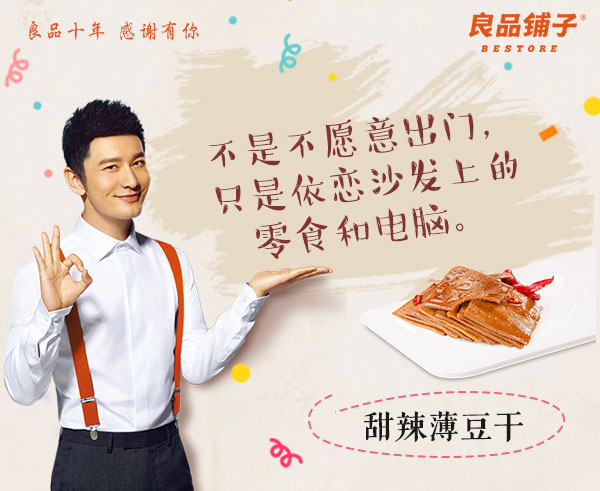 良品十年 感谢有你
良品铺子®
BESTORE
不是不愿意出门，
只是依恋沙发上的
零食和电脑。
甜辣薄豆干